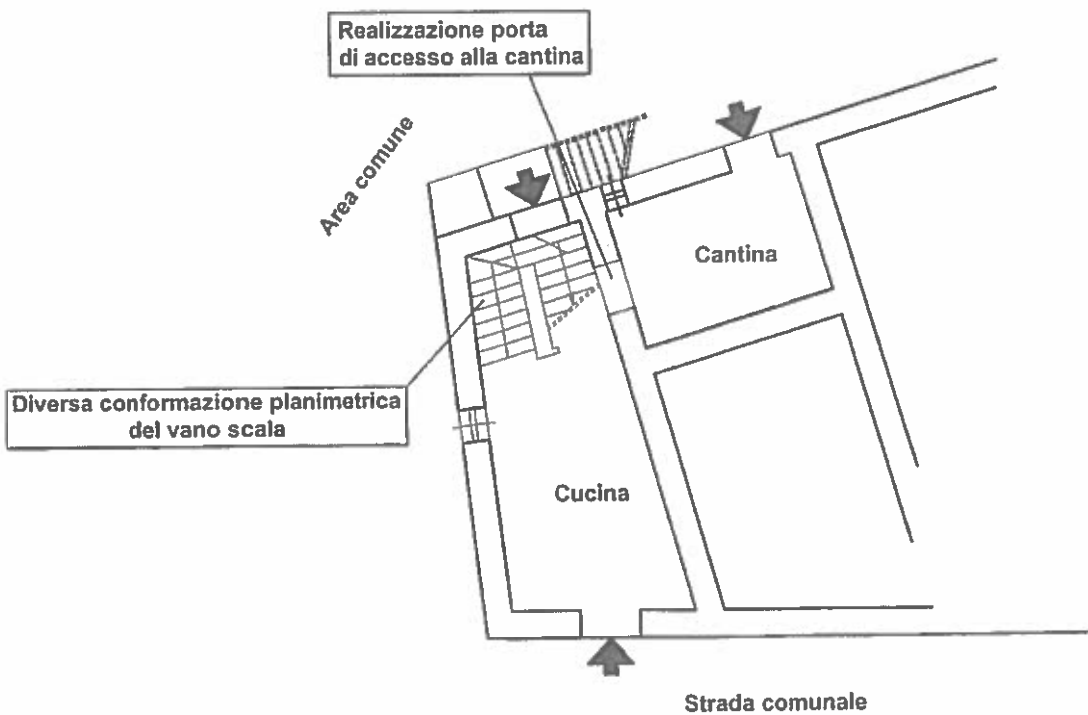 Realizzazione porta
di accesso alla cantina
Area comune
Cantina
Diversa conformazione planimetrica
del vano scala
Cucina
Strada comunale